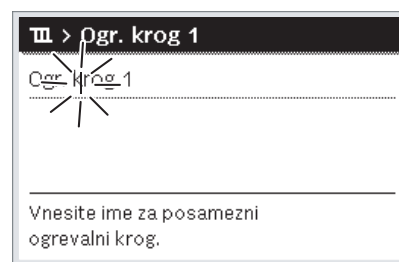 > Ogr. krog 1
Ogr. krog 1
Vnesite ime za posamezni
ogrevalni krog.